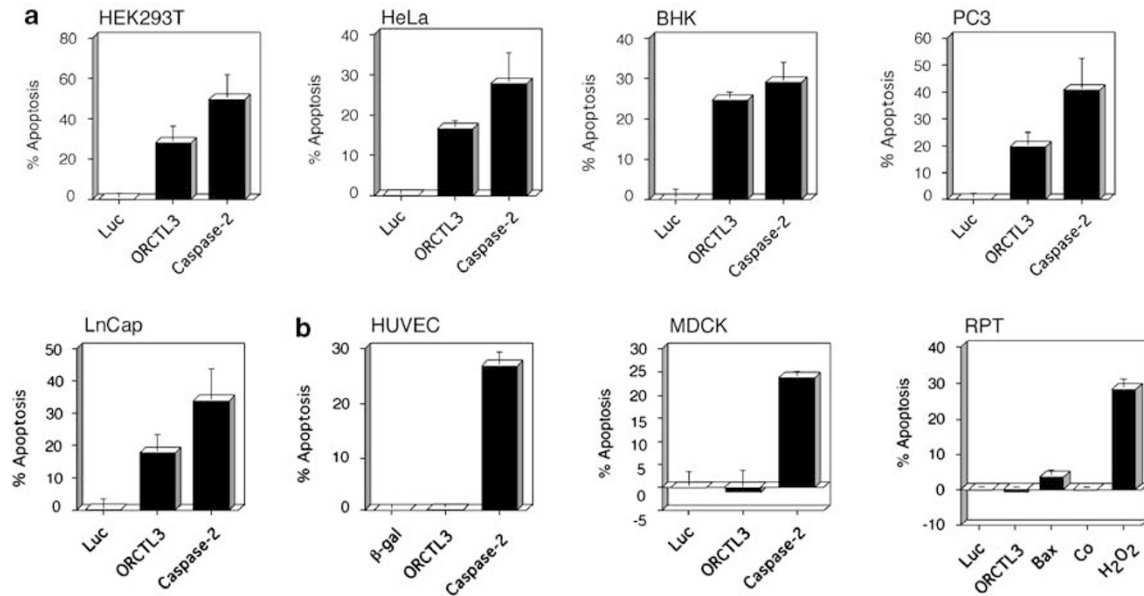 a
HEK293T
% Apoptosis
80
60
40
20
0
Luc
ORCTL3
Caspase-2
HeLa
% Apoptosis
40
30
20
10
0
Luc
ORCTL3
Caspase-2
BHK
% Apoptosis
40
30
20
10
0
Luc
ORCTL3
Caspase-2
PC3
% Apoptosis
60
50
40
30
20
10
0
Luc
ORCTL3
Caspase-2
LnCap
% Apoptosis
50
40
30
20
10
0
Luc
ORCTL3
Caspase-2
b
HUVEC
% Apoptosis
30
20
10
0
β-gal
ORCTL3
Caspase-2
MDCK
% Apoptosis
30
25
20
15
10
5
0
-5
Luc
ORCTL3
Caspase-2
RPT
% Apoptosis
40
30
20
10
0
-10
Luc
ORCTL3
Bax
Co
H₂O₂